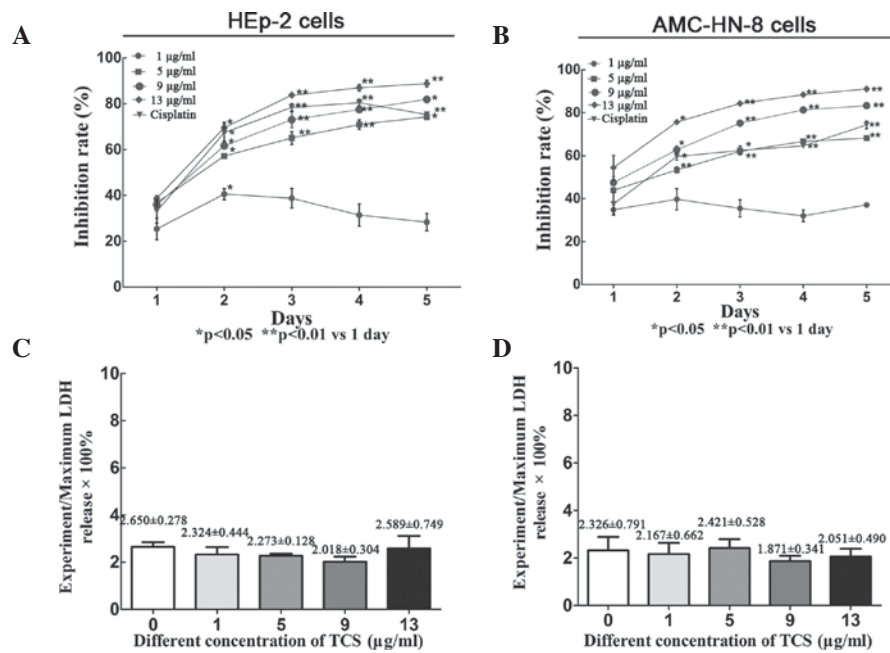 HEp-2 cells
A
Inhibition rate (%)
100
80
60
40
20
0
1 µg/ml
5 µg/ml
9 µg/ml
13 µg/ml
Cisplatin
* * * * *
** ** **
** ** *
** ** **
** ** *
1 2 3 4 5
Days
*p<0.05 **p<0.01 vs 1 day
AMC-HN-8 cells
B
Inhibition rate (%)
100
80
60
40
20
0
1 µg/ml
5 µg/ml
9 µg/ml
13 µg/ml
Cisplatin
* ** ** **
* ** ** **
* ** **
** ** ** **
1 2 3 4 5
Days
*p<0.05 **p<0.01 vs 1 day
C
Experiment/Maximum LDH
release × 100%
10
8
6
4
2
0
2.650±0.278
2.324±0.444
2.273±0.128
2.018±0.304
2.589±0.749
0 1 5 9 13
Different concentration of TCS (µg/ml)
D
Experiment/Maximum LDH
release × 100%
10
8
6
4
2
0
2.326±0.791
2.167±0.662
2.421±0.528
1.871±0.341
2.051±0.490
0 1 5 9 13
Different concentration of TCS (µg/ml)